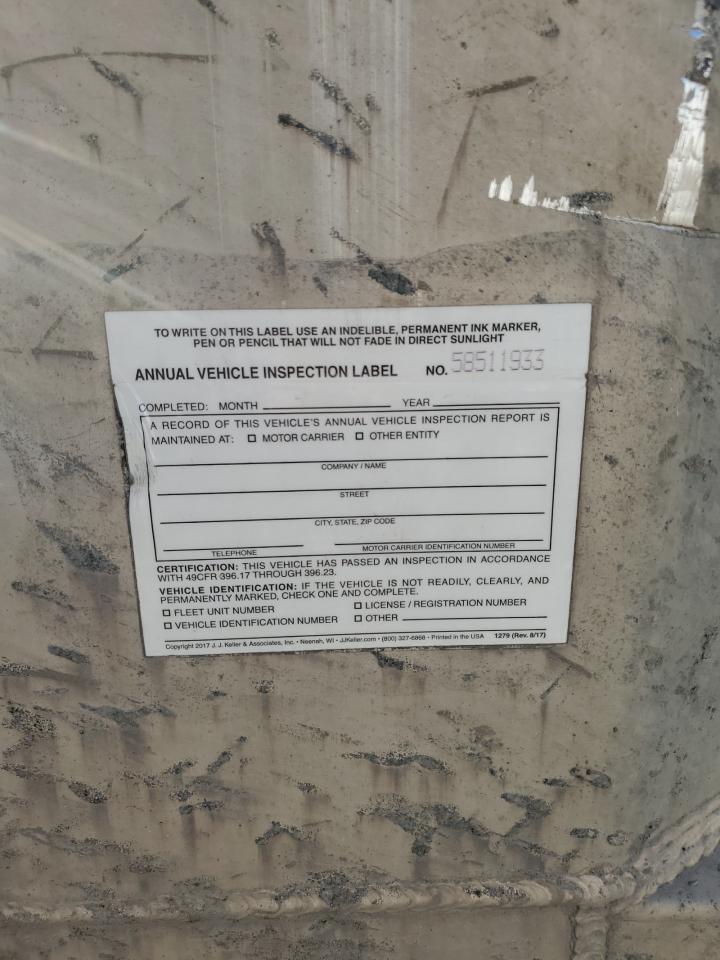 TO WRITE ON THIS LABEL USE AN INDELIBLE, PERMANENT INK MARKER,
PEN OR PENCIL THAT WILL NOT FADE IN DIRECT SUNLIGHT
ANNUAL VEHICLE INSPECTION LABEL NO. 58511933
COMPLETED: MONTH YEAR
A RECORD OF THIS VEHICLE'S ANNUAL VEHICLE INSPECTION REPORT IS
MAINTAINED AT: ☐ MOTOR CARRIER ☐ OTHER ENTITY
COMPANY / NAME
STREET
CITY, STATE, ZIP CODE
TELEPHONE MOTOR CARRIER IDENTIFICATION NUMBER
CERTIFICATION: THIS VEHICLE HAS PASSED AN INSPECTION IN ACCORDANCE
WITH 49CFR 396.17 THROUGH 396.23.
VEHICLE IDENTIFICATION: IF THE VEHICLE IS NOT READILY, CLEARLY, AND
PERMANENTLY MARKED, CHECK ONE AND COMPLETE.
☐ FLEET UNIT NUMBER ☐ LICENSE / REGISTRATION NUMBER
☐ VEHICLE IDENTIFICATION NUMBER ☐ OTHER
Copyright 2017 J. J. Keller & Associates, Inc. • Neenah, WI • JJKeller.com • (800) 327-6868 • Printed in the USA 1279 (Rev. 8/17)